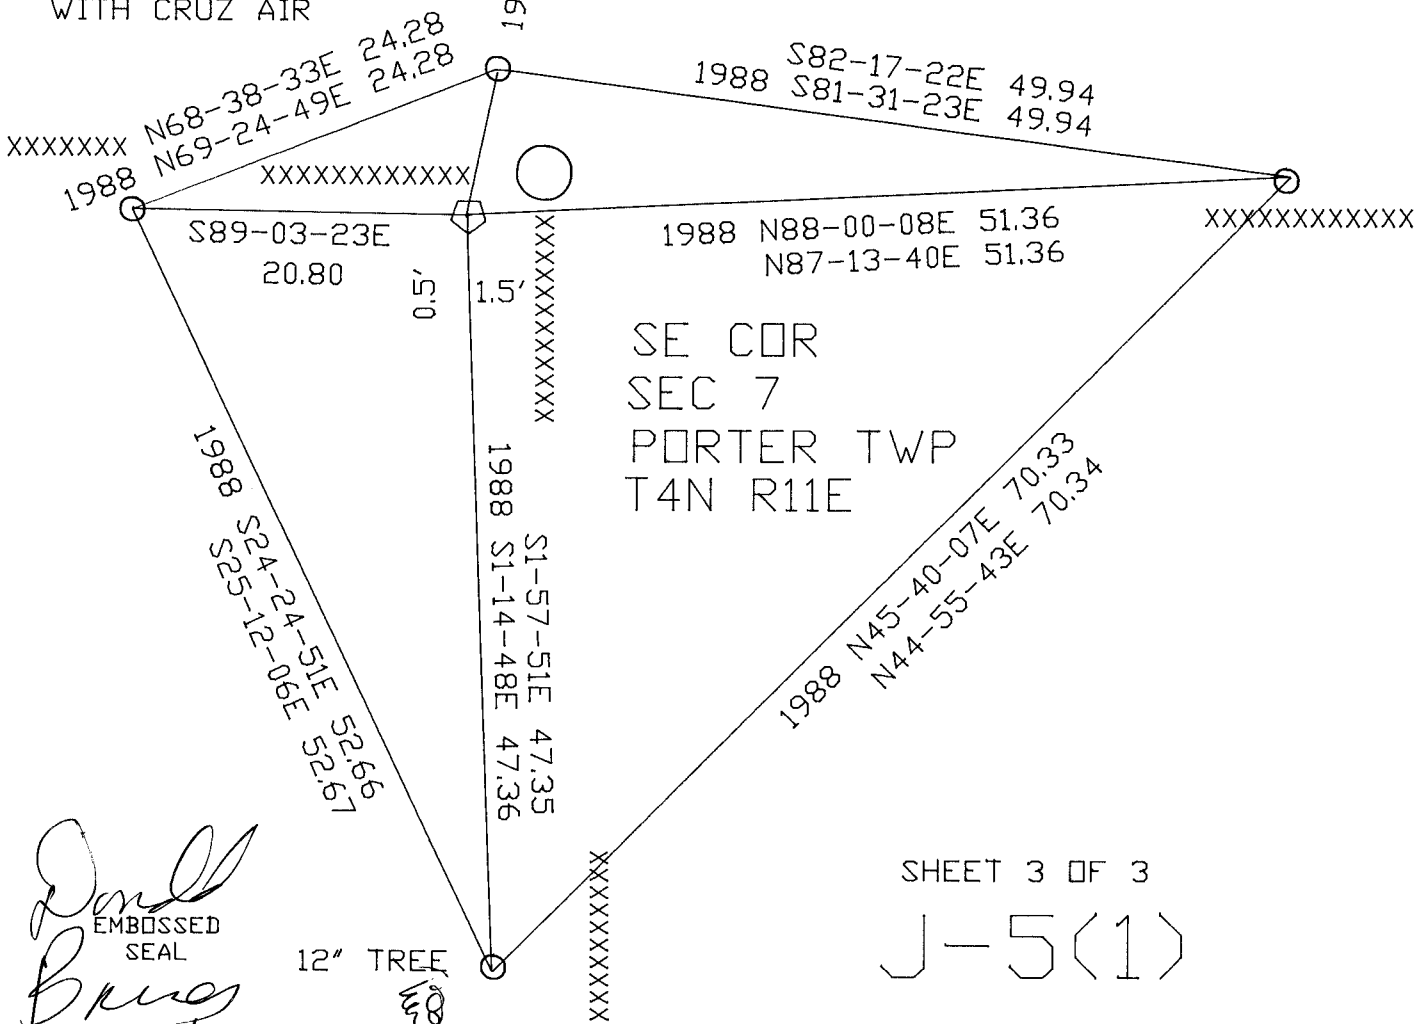 WITH CRUZ AIR
19
N68-38-33E 24.28
1988 N69-24-49E 24.28
S82-17-22E 49.94
1988 S81-31-23E 49.94
XXXXXXX
XXXXXXXXXXXX
XXXXXXXXXXXX
S89-03-23E
20.80
1988 N88-00-08E 51.36
N87-13-40E 51.36
0.5'
1.5'
XXXXXXXXXXXX
SE COR
SEC 7
PORTER TWP
T4N R11E
1988 S24-24-51E 52.66
S25-12-06E 52.67
S1-57-51E 47.35
1988 S1-14-48E 47.36
1988 N45-40-07E 70.33
N44-55-43E 70.34
Donald
EMBOSSED
SEAL
12" TREE
XXXXXXXXXX
SHEET 3 OF 3
J-5(1)